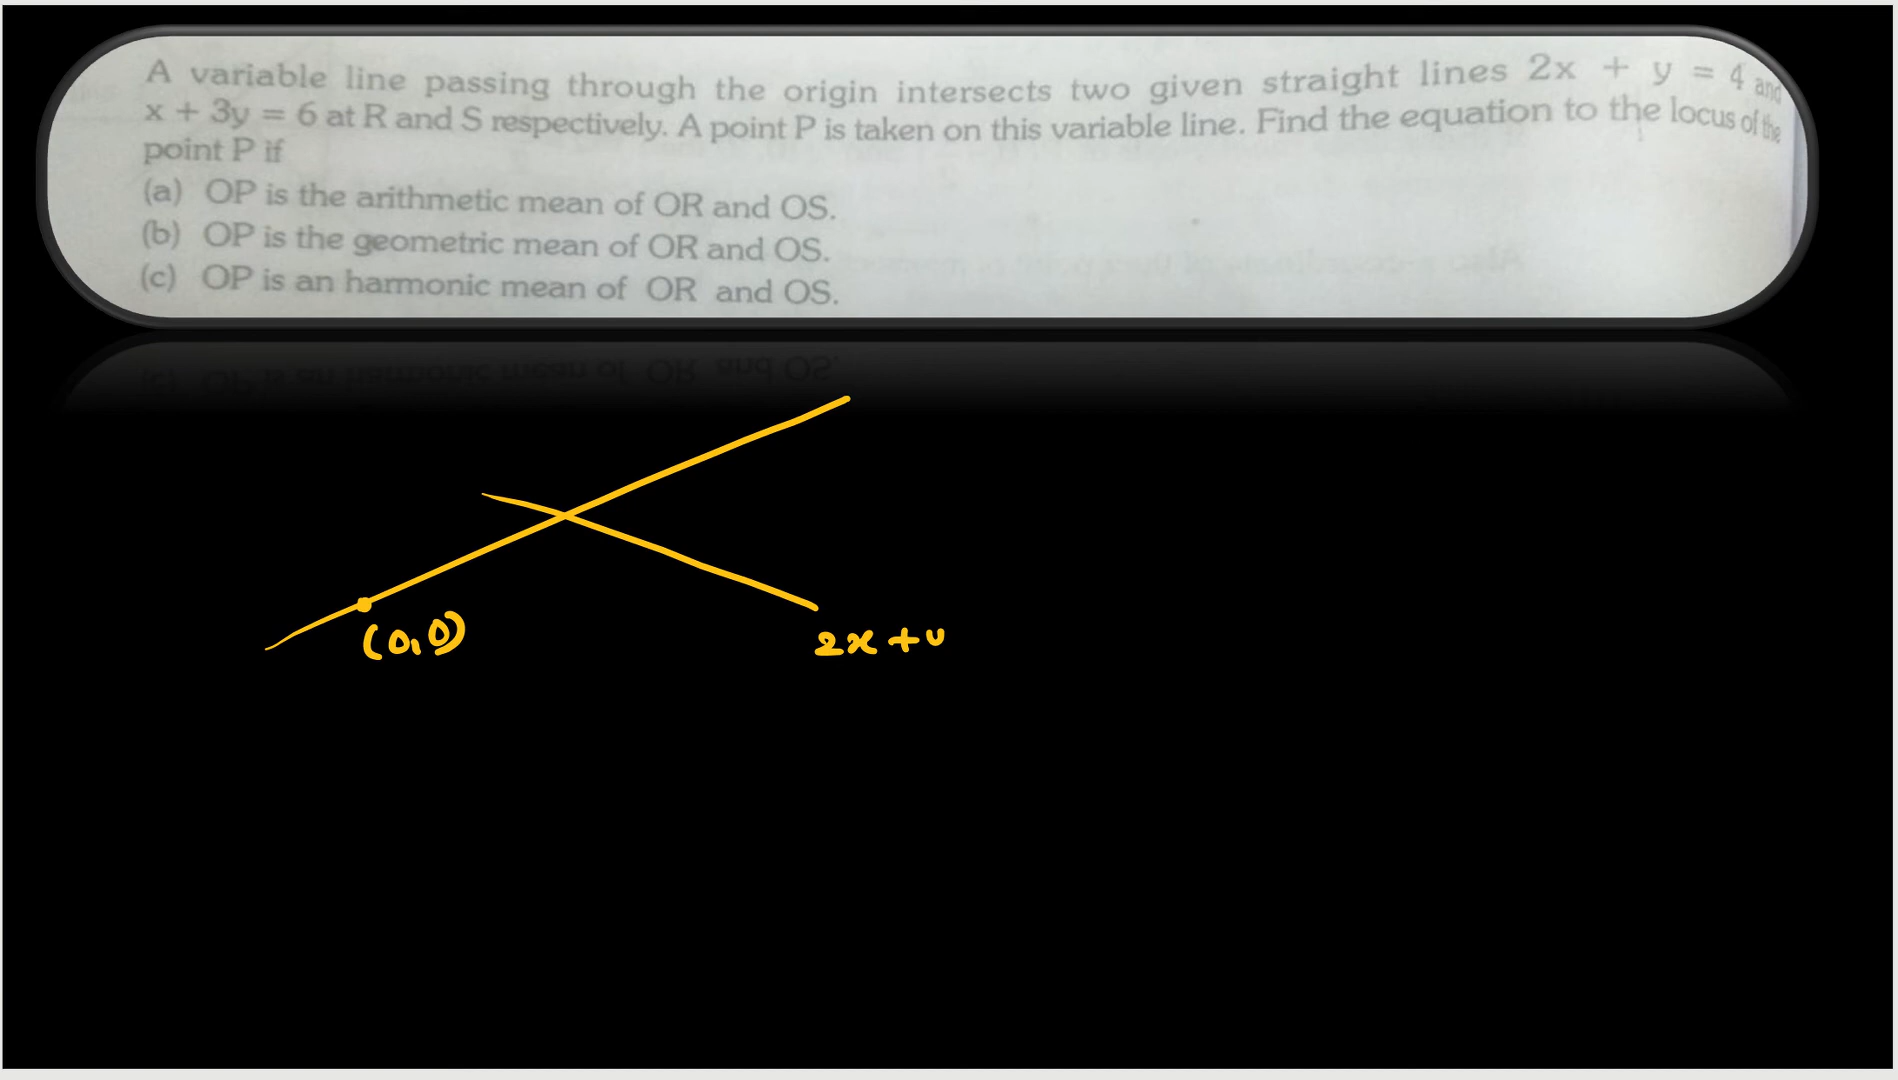 A variable line passing through the origin intersects two given straight lines 2x + y = 4 and
x + 3y = 6 at R and S respectively. A point P is taken on this variable line. Find the equation to the locus of the
point P if
(a) OP is the arithmetic mean of OR and OS.
(b) OP is the geometric mean of OR and OS.
(c) OP is an harmonic mean of OR and OS.
(0,0)
2x +